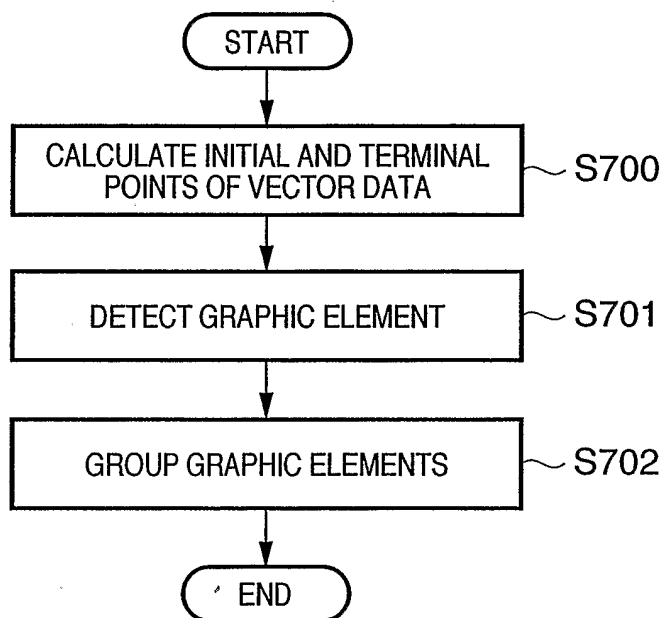 START
CALCULATE INITIAL AND TERMINAL
POINTS OF VECTOR DATA
S700
DETECT GRAPHIC ELEMENT
S701
GROUP GRAPHIC ELEMENTS
S702
END